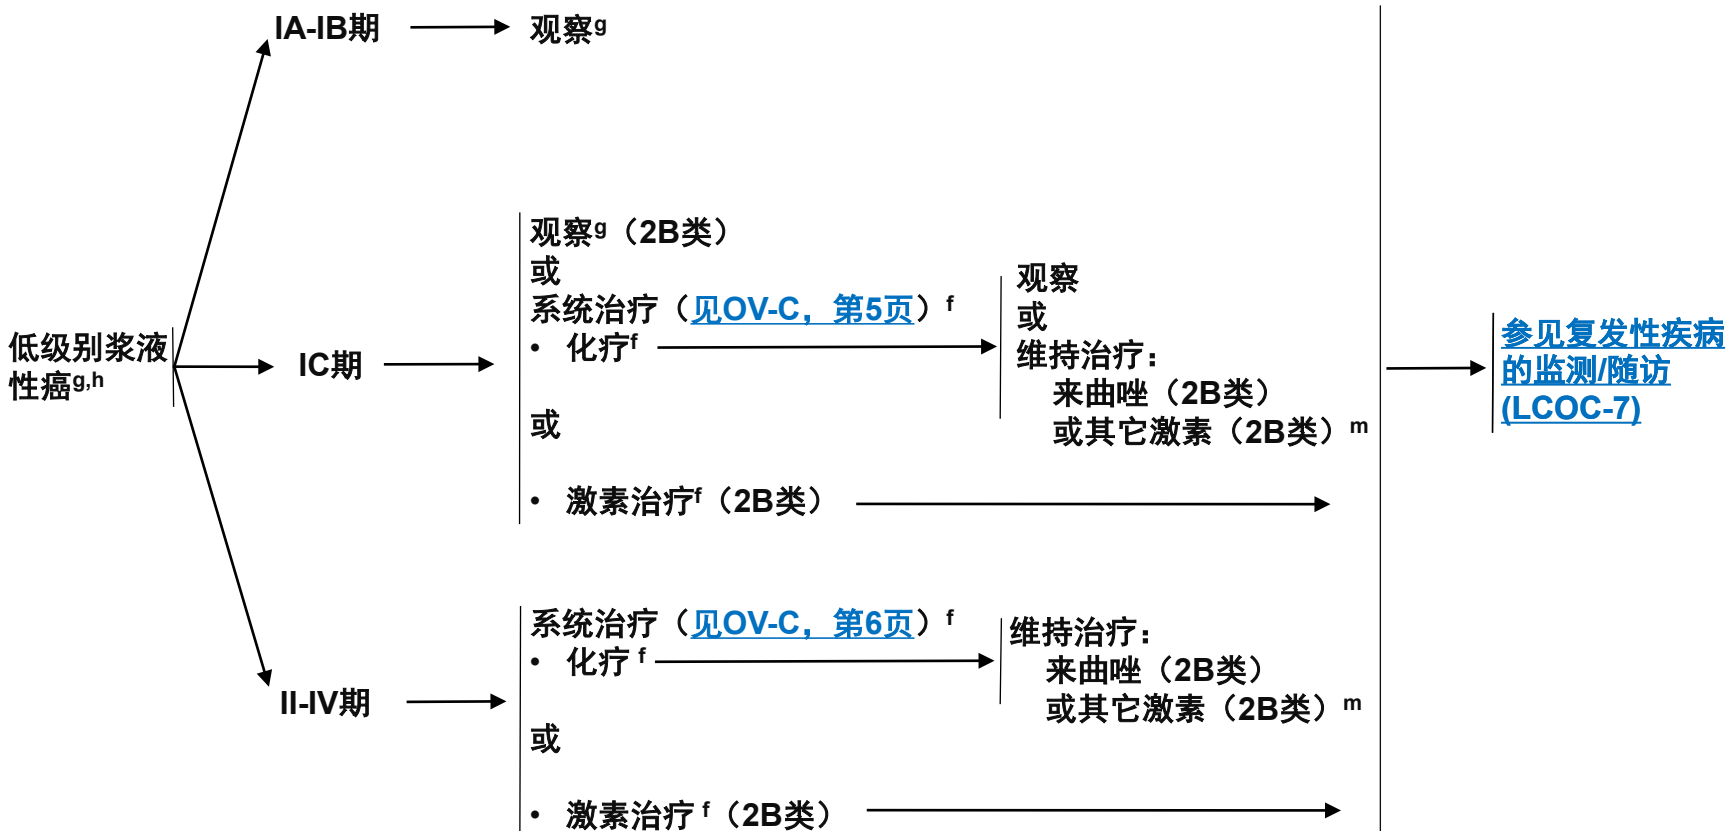 IA-IB期
观察g
低级别浆液
性癌g,h
IC期
观察g（2B类）
或
系统治疗（见OV-C，第5页）f
• 化疗f
或
• 激素治疗f（2B类）
观察
或
维持治疗：
来曲唑（2B类）
或其它激素（2B类）m
II-IV期
系统治疗（见OV-C，第6页）f
• 化疗 f
或
• 激素治疗 f（2B类）
维持治疗：
来曲唑（2B类）
或其它激素（2B类）m
参见复发性疾病
的监测/随访
(LCOC-7)